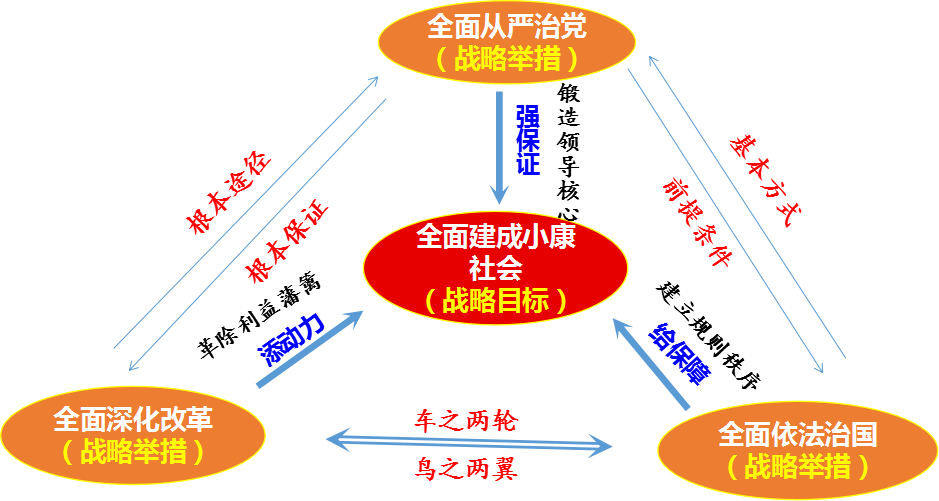 全面从严治党
（战略举措）
强保证
锻造领导核心
根本途径
根本保证
基本方式
前提条件
全面建成小康
社会
（战略目标）
革除利益藩篱
添动力
建立规则秩序
给保障
全面深化改革
（战略举措）
车之两轮
鸟之两翼
全面依法治国
（战略举措）